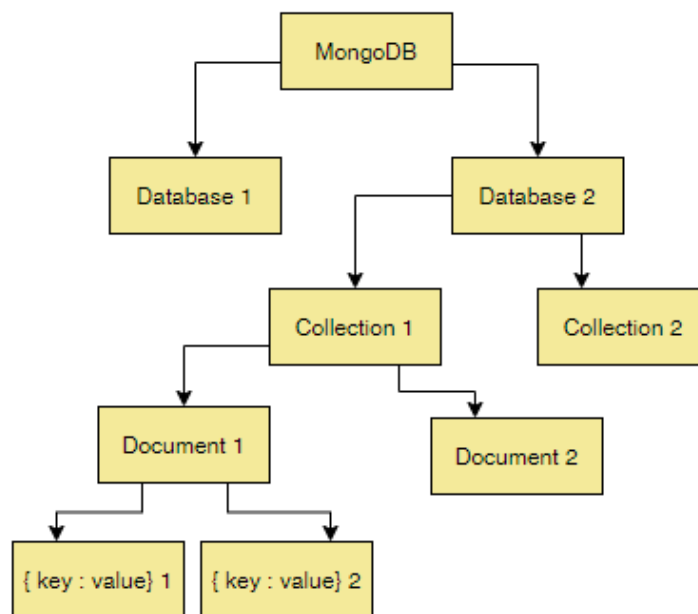 MongoDB
Database 1
Database 2
Collection 1
Collection 2
Document 1
Document 2
{ key : value} 1
{ key : value} 2